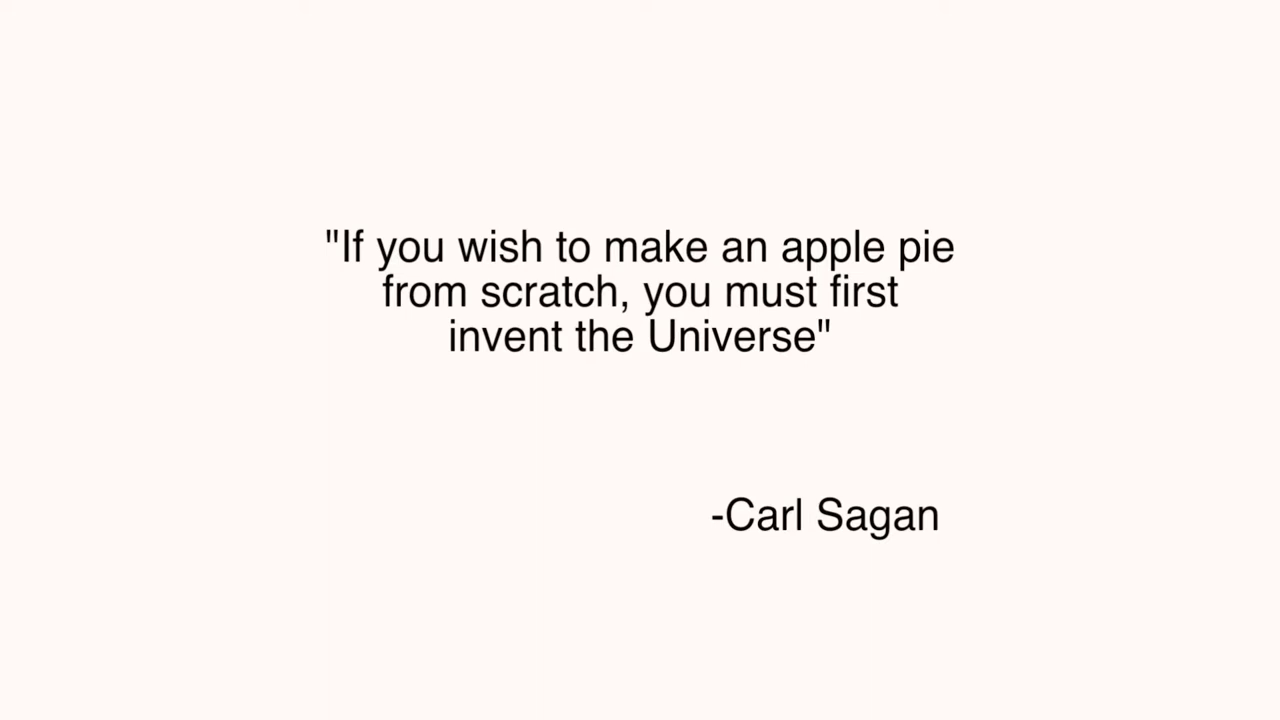 "If you wish to make an apple pie
from scratch, you must first
invent the Universe"
-Carl Sagan